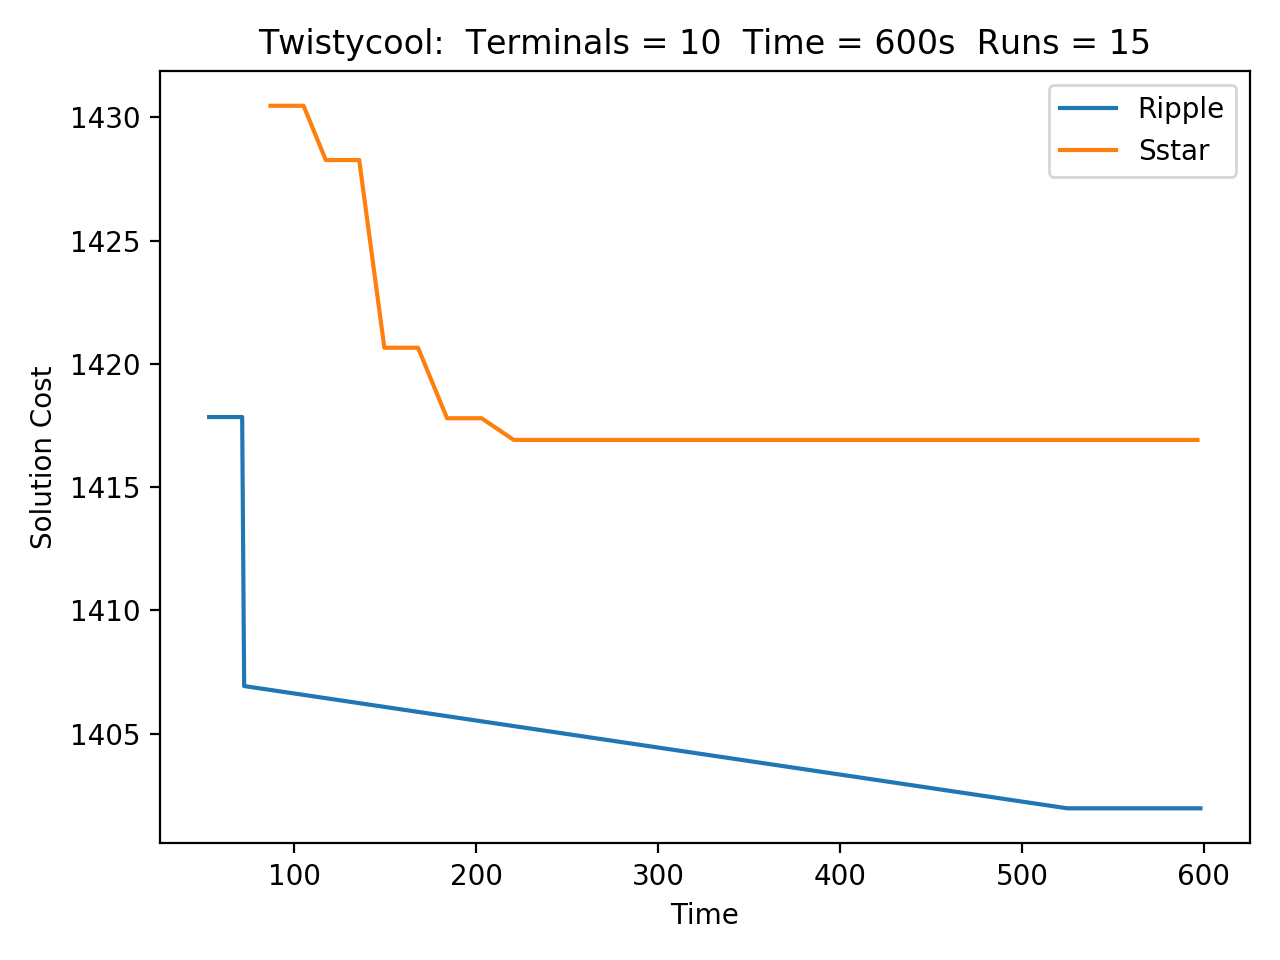 Twistycool:  Terminals = 10  Time = 600s  Runs = 15
Ripple
Sstar
Solution Cost
1430
1425
1420
1415
1410
1405
100 200 300 400 500 600
Time